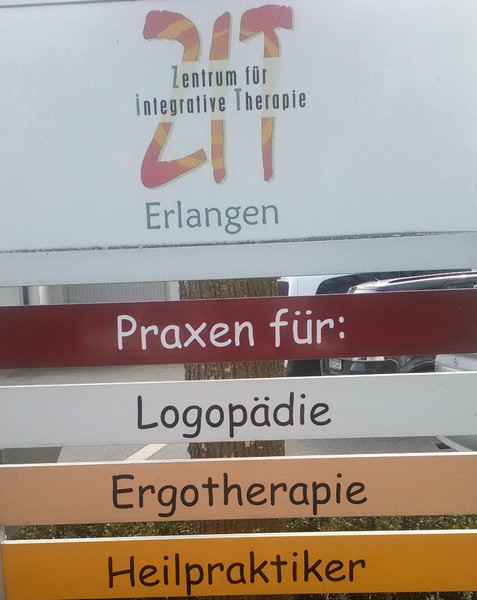 ZIT
Zentrum für
integrative Therapie
Erlangen
Praxen für:
Logopädie
Ergotherapie
Heilpraktiker